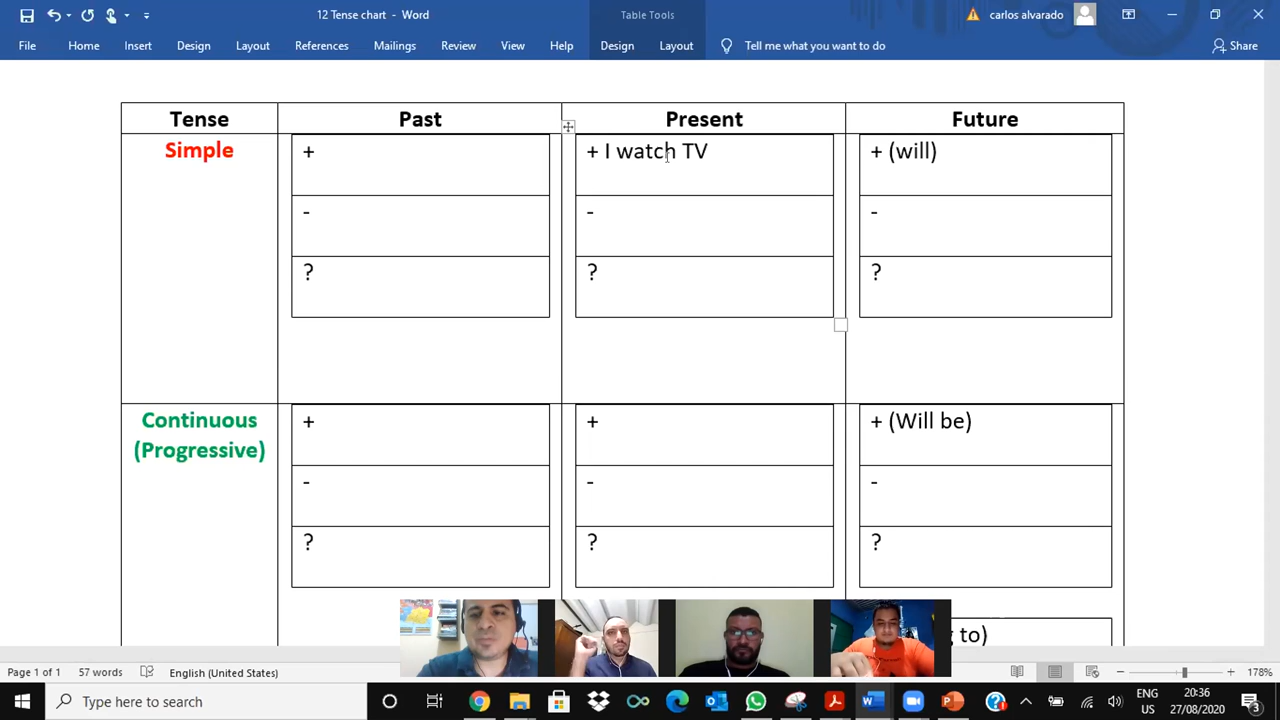 12 Tense chart - Word
Table Tools
carlos alvarado
File Home Insert Design Layout References Mailings Review View Help Design Layout Tell me what you want to do Share
Tense Past Present Future
Simple + + I watch TV + (will)
- - -
? ? ?
Continuous + + + (Will be)
(Progressive)
- - -
? ? ?
to)
Page 1 of 1 57 words English (United States) 178%
Type here to search
ENG 20:36
US 27/08/2020
3